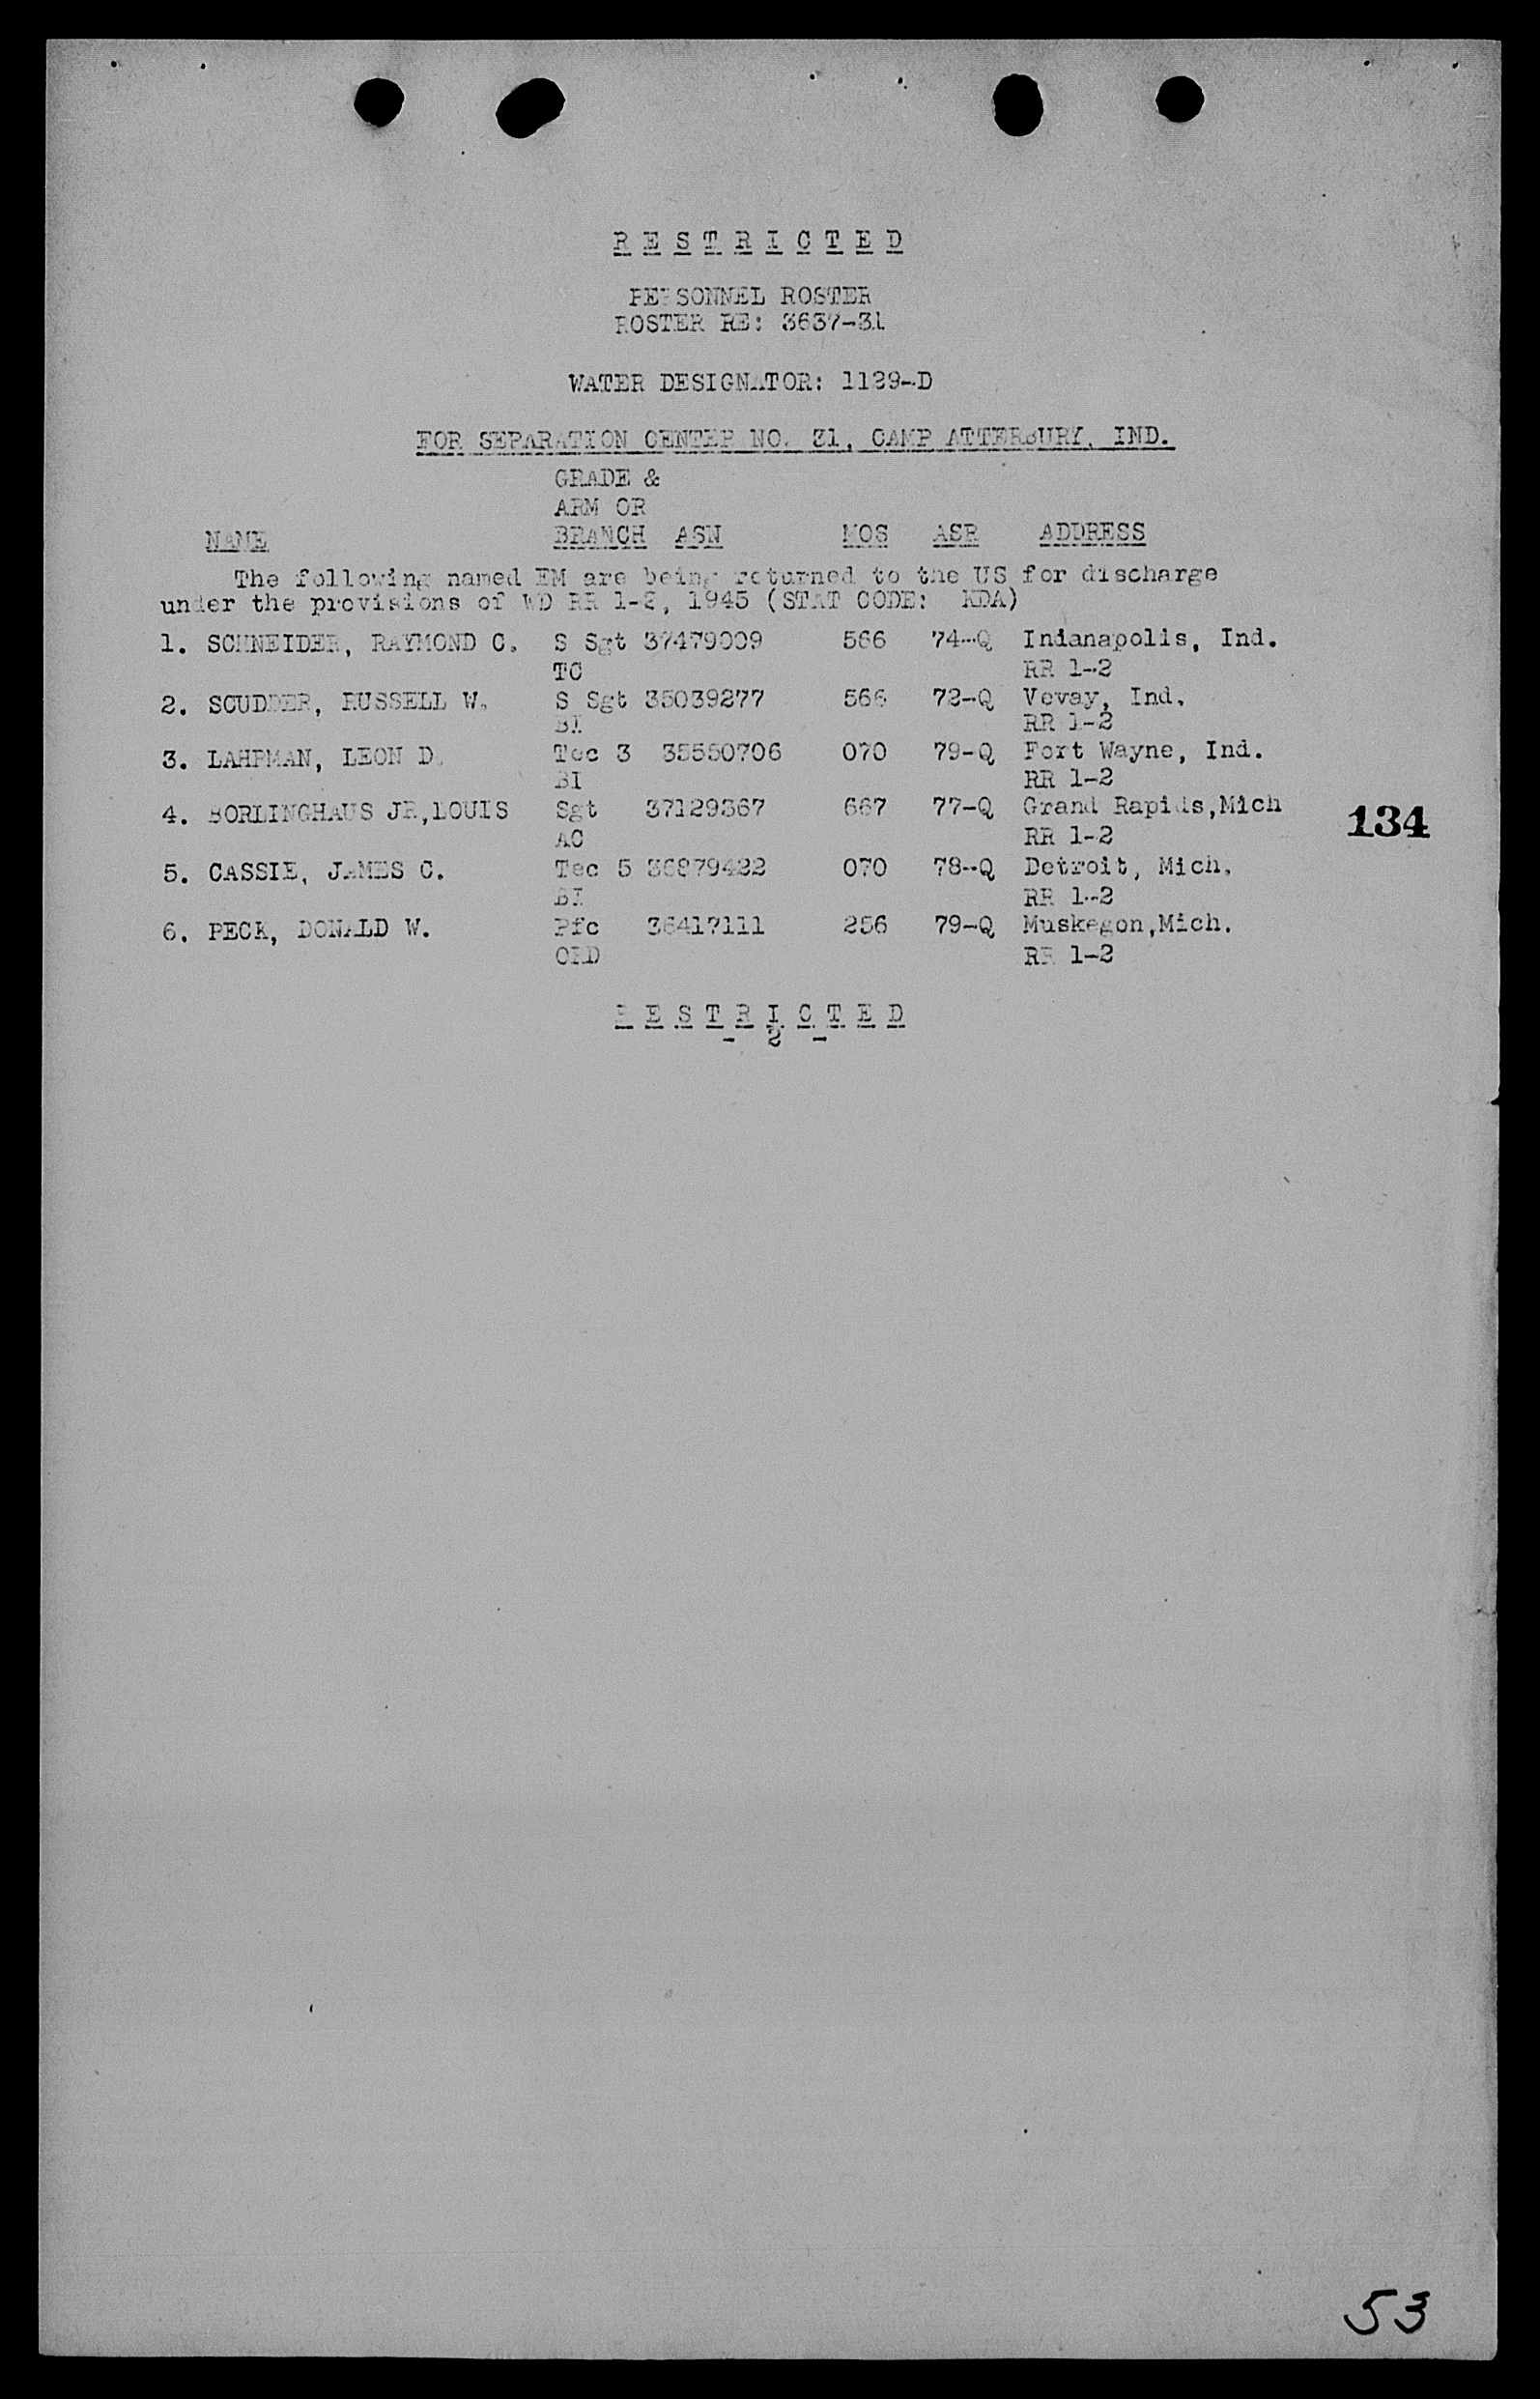 RESTRICTED
PERSONNEL ROSTER
ROSTER RE: 3637-31
WATER DESIGNATOR: 1129-D
FOR SEPARATION CENTER NO. 31, CAMP ATTERBURY, IND.
GRADE &
ARM OR
NAME BRANCH ASN MOS ASR ADDRESS
The following named EM are being returned to the US for discharge
under the provisions of WD RR 1-2, 1945 (STAT CODE: KDA)
1. SCHNEIDER, RAYMOND C. S Sgt 37479009 566 74-Q Indianapolis, Ind.
TC RR 1-2
2. SCUDDER, RUSSELL W. S Sgt 35039277 566 72-Q Vevay, Ind.
BI RR 1-2
3. LAHRMAN, LEON D. Tec 3 35550706 070 79-Q Fort Wayne, Ind.
BI RR 1-2
4. BORLINGHAUS JR,LOUIS Sgt 37129367 667 77-Q Grand Rapids,Mich
AC RR 1-2
134
5. CASSIE, JAMES C. Tec 5 36879422 070 78-Q Detroit, Mich.
BI RR 1-2
6. PECK, DONALD W. Pfc 36417111 256 79-Q Muskegon,Mich.
ORD RR 1-2
RESTRICTED
- 2 -
53